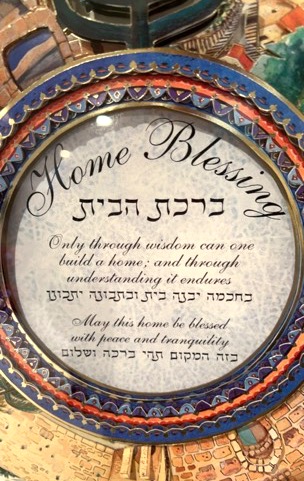 Home Blessing
ברכת הבית
Only through wisdom can one
build a home; and through
understanding it endures
בחכמה יבנה בית ובתבונה יתכונן
May this home be blessed
with peace and tranquility
בזה המקום תהי ברכה ושלום